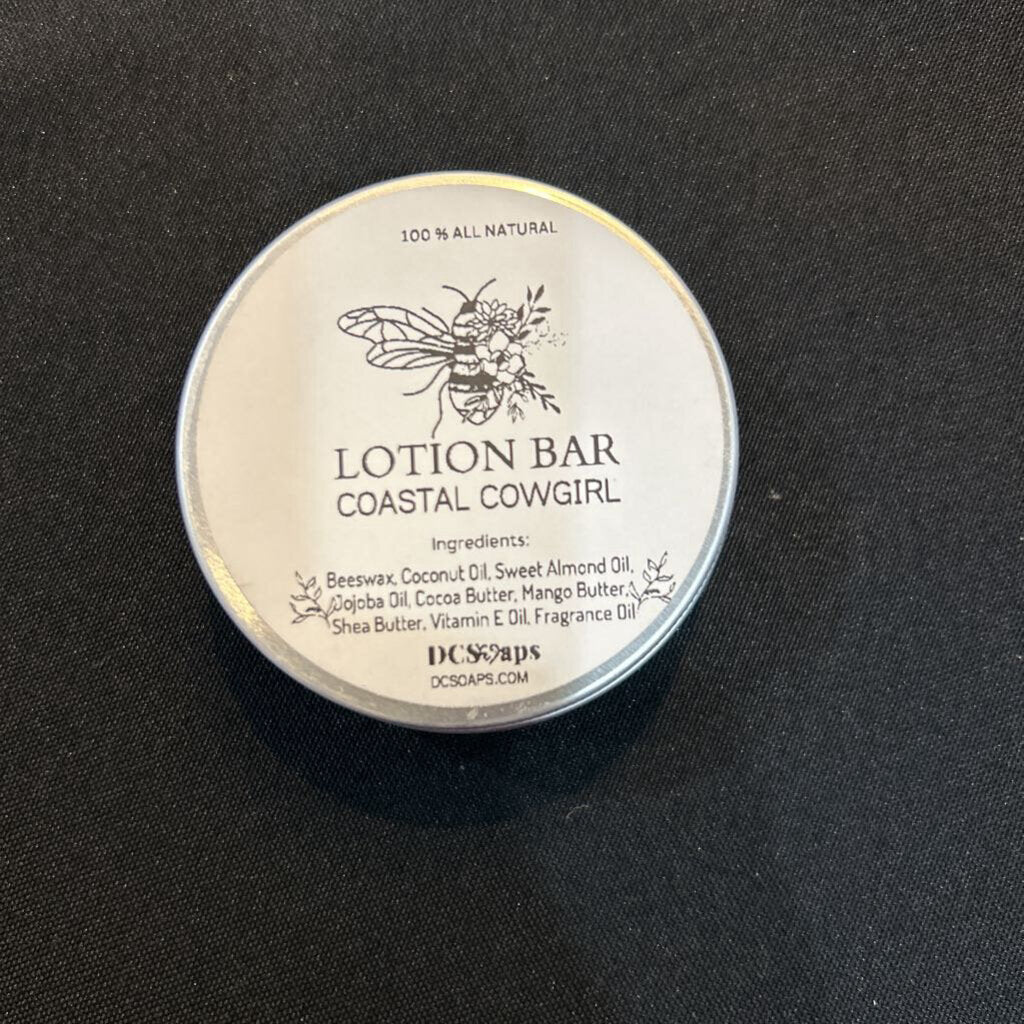 100 % ALL NATURAL
LOTION BAR
COASTAL COWGIRL
Ingredients:
Beeswax, Coconut Oil, Sweet Almond Oil,
Jojoba Oil, Cocoa Butter, Mango Butter,
Shea Butter, Vitamin E Oil, Fragrance Oil
DCSoaps
DCSOAPS.COM